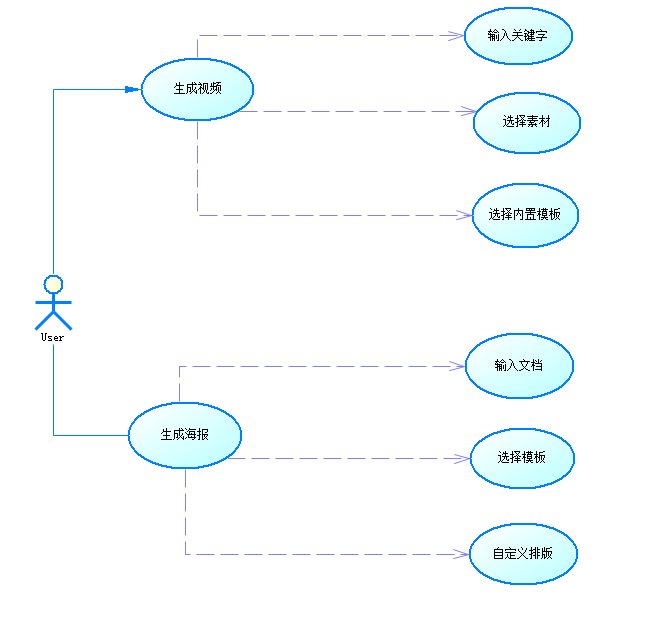 输入关键字
生成视频
选择素材
选择内置模板
User
输入文档
生成海报
选择模板
自定义排版